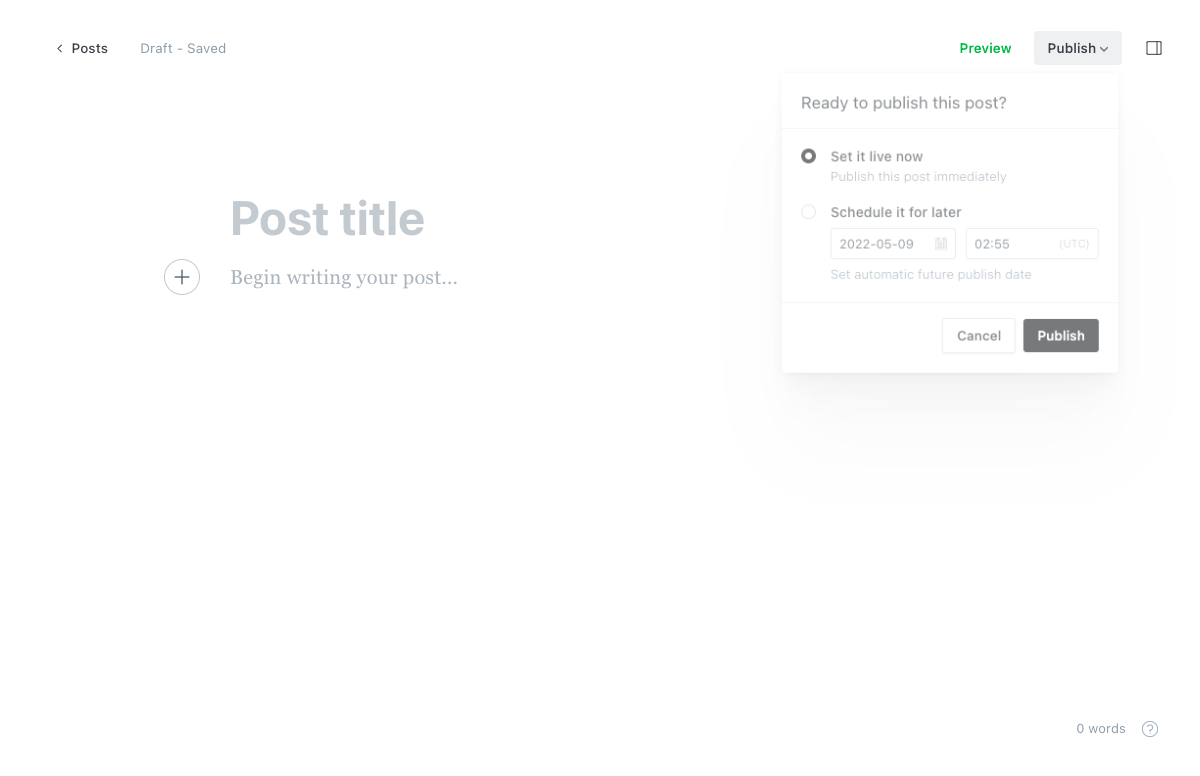 Posts
Draft - Saved
Preview
Publish
Ready to publish this post?
Set it live now
Publish this post immediately
Schedule it for later
2022-05-09
02:55
(UTC)
Set automatic future publish date
Cancel
Publish
Post title
Begin writing your post...
0 words
?